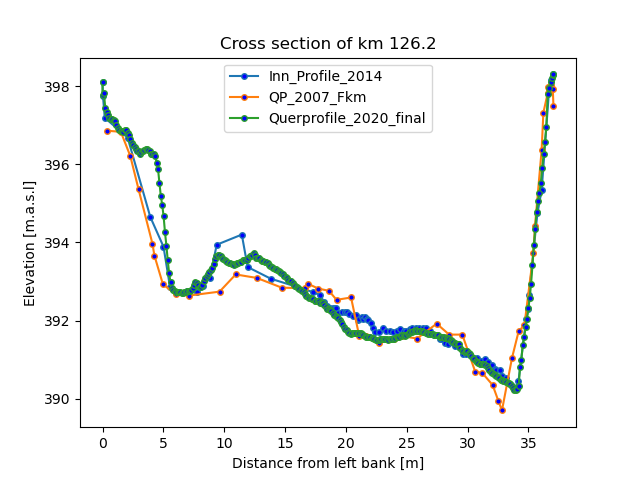 Cross section of km 126.2
Inn_Profile_2014
QP_2007_Fkm
Querprofile_2020_final
Elevation [m.a.s.l]
398
396
394
392
390
0 5 10 15 20 25 30 35
Distance from left bank [m]